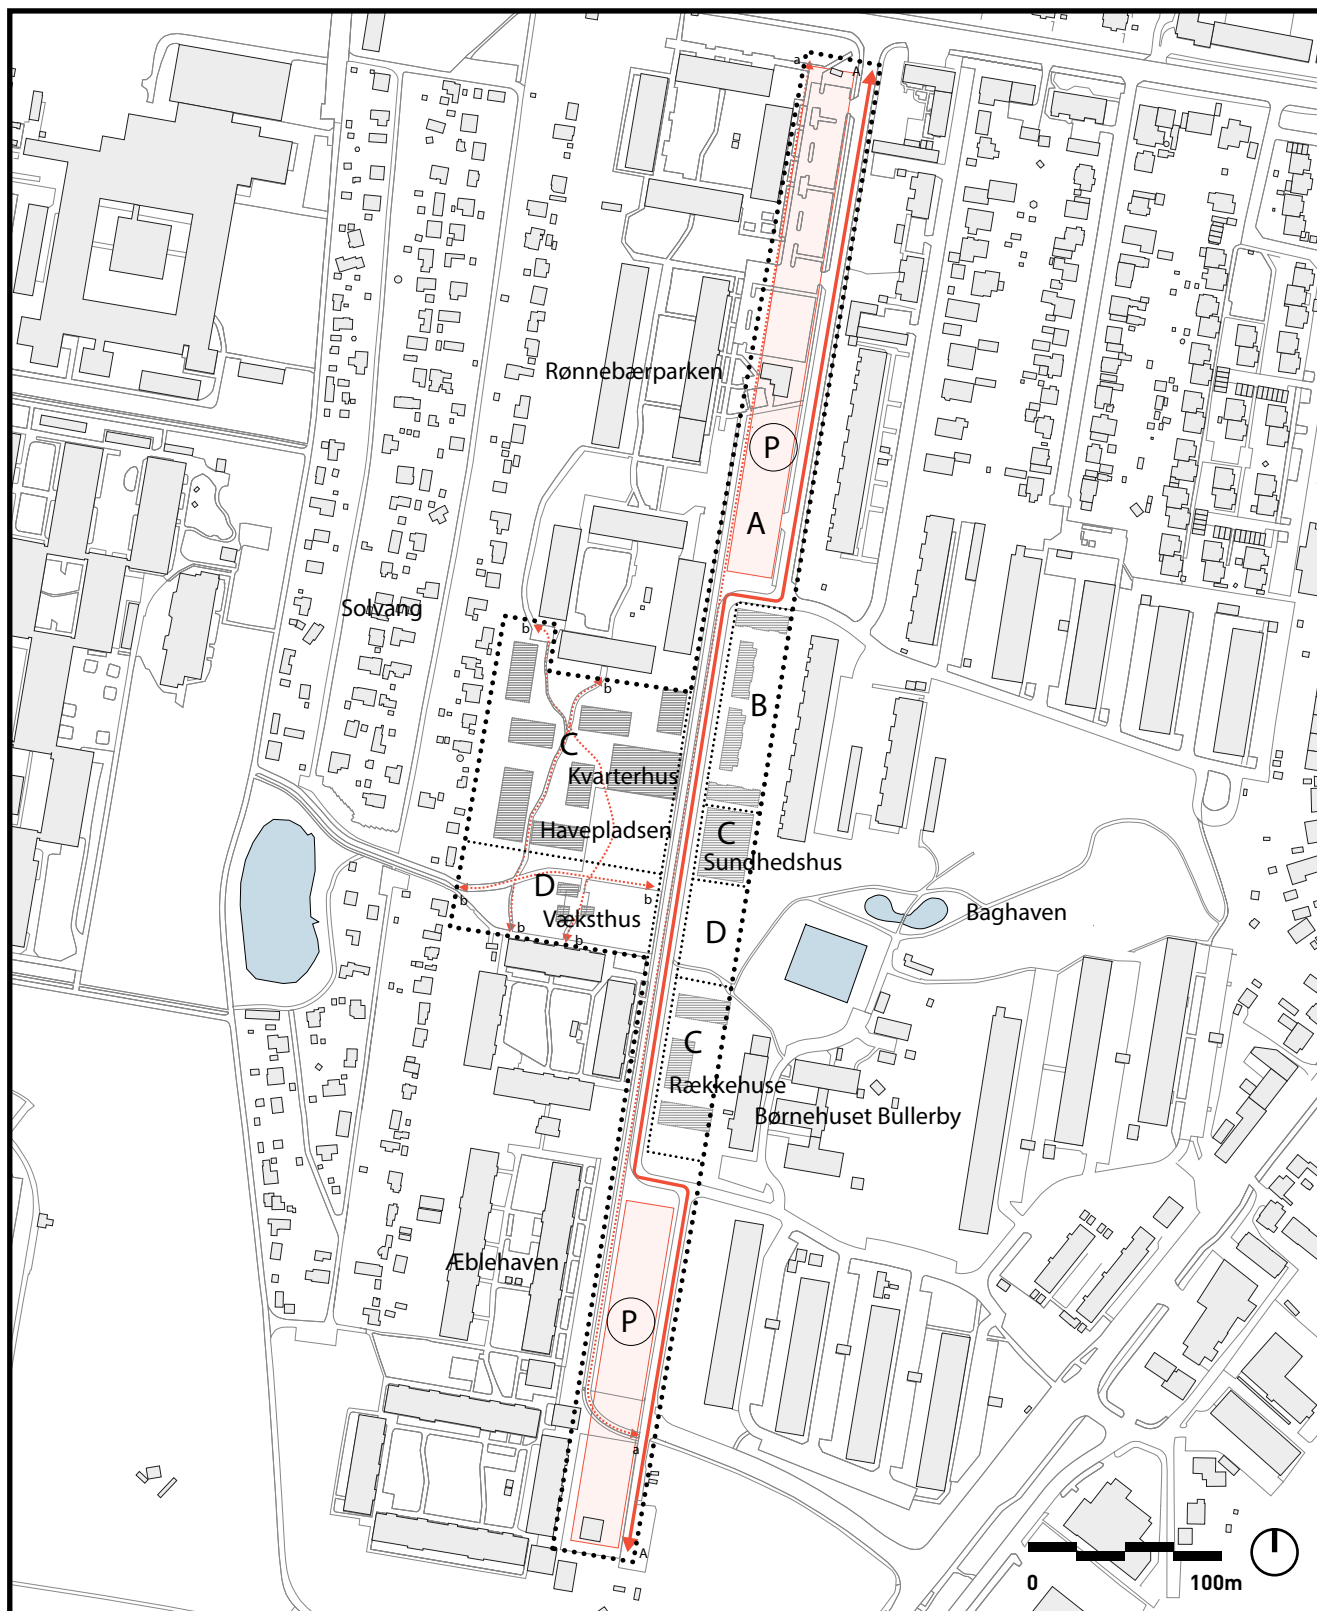 a
A
Rønnebærparken
P
A
Solvang
b
b
B
C
Kvarterhus
Havepladsen
C
Sundhedshus
D
b
b
Væksthus
b
b
D
Baghaven
C
Rækkehuse
Børnehuset Bullerby
Æblehaven
P
a
A
0
100m